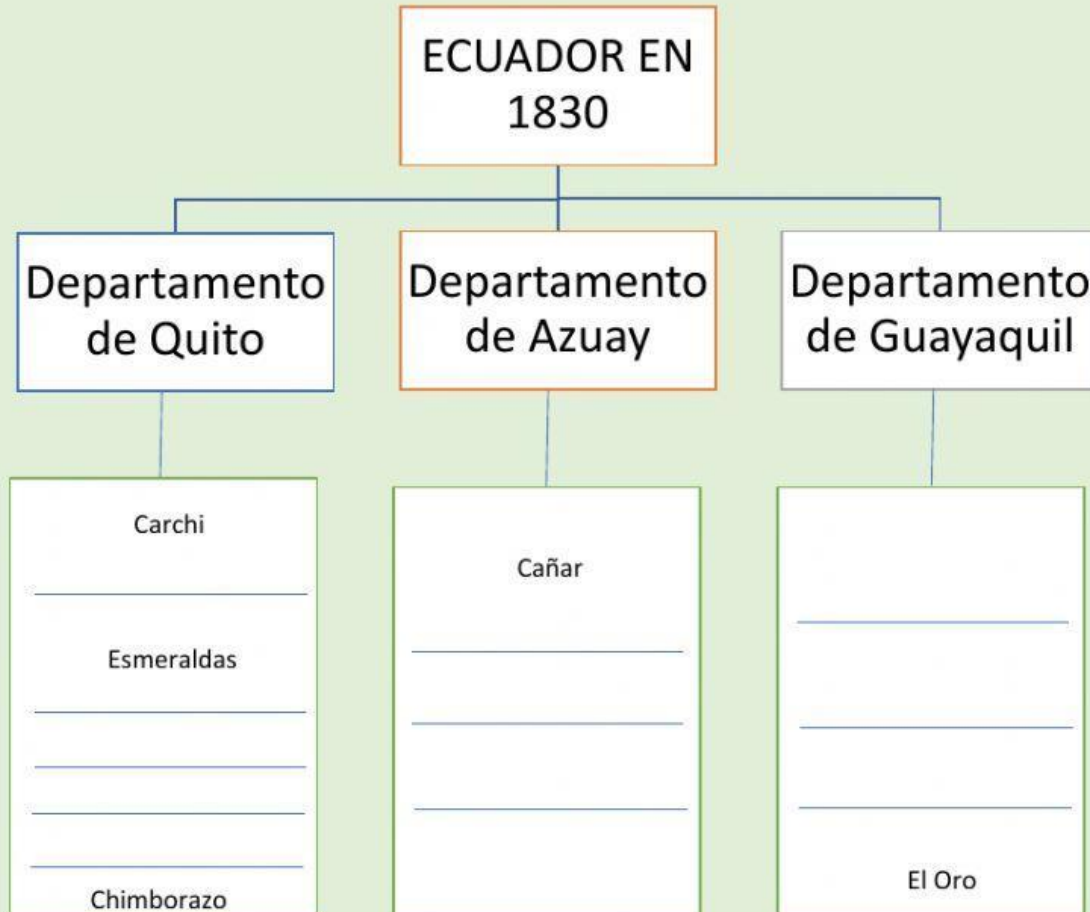 ECUADOR EN
1830
Departamento
de Quito
Departamento
de Azuay
Departamento
de Guayaquil
Carchi
Esmeraldas
Chimborazo
Cañar
El Oro